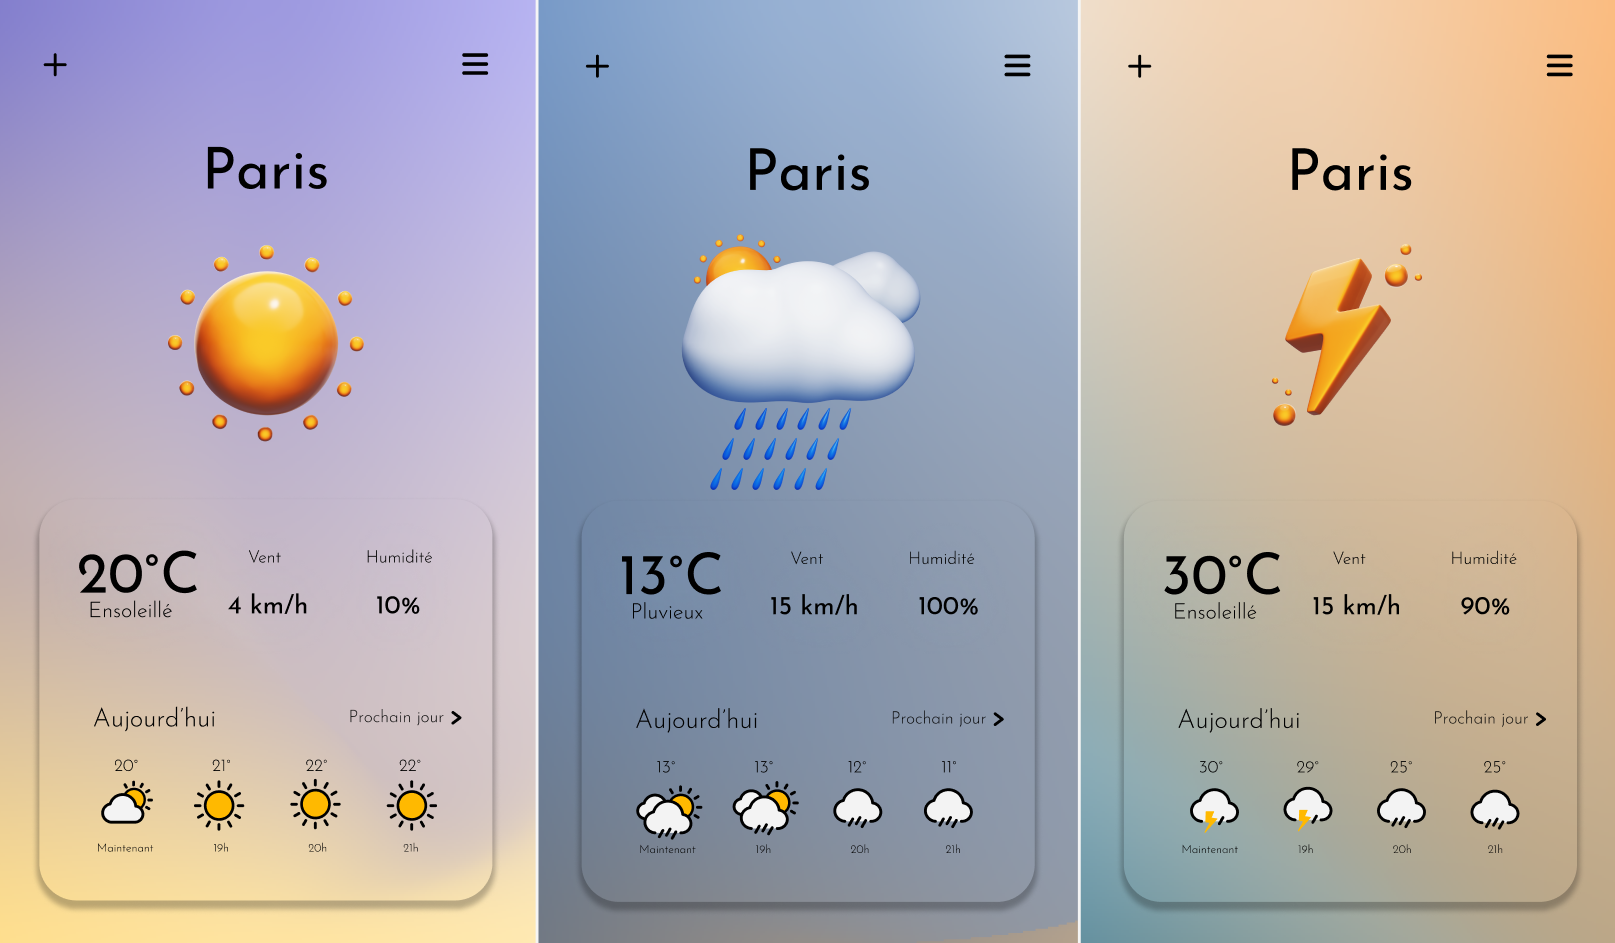 Paris
20°C
Ensoleillé
Vent
4 km/h
Humidité
10%
Aujourd'hui
Prochain jour >
20° 21° 22° 22°
Maintenant 19h 20h 21h
Paris
13°C
Pluvieux
Vent
15 km/h
Humidité
100%
Aujourd'hui
Prochain jour >
13° 13° 12° 11°
Maintenant 19h 20h 21h
Paris
30°C
Ensoleillé
Vent
15 km/h
Humidité
90%
Aujourd'hui
Prochain jour >
30° 29° 25° 25°
Maintenant 19h 20h 21h